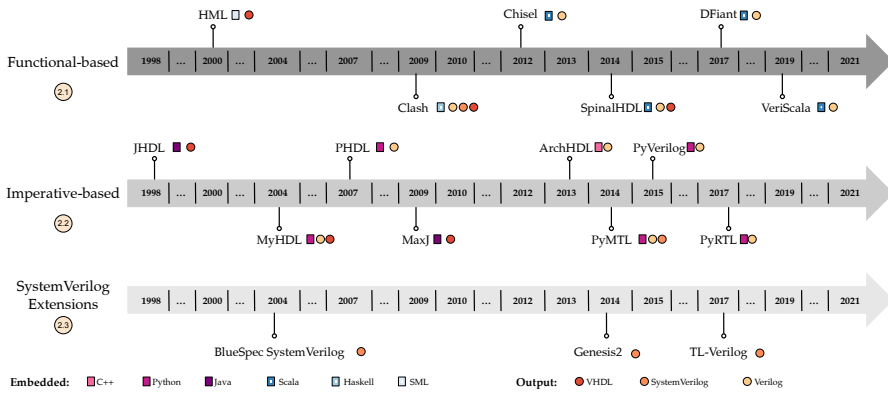 HML Chisel DFiant
Functional-based 1998 ... 2000 ... 2004 ... 2007 ... 2009 2010 ... 2012 2013 2014 2015 ... 2017 ... 2019 ... 2021
2.1
Clash SpinalHDL VeriScala
JHDL PHDL ArchHDL PyVerilog
Imperative-based 1998 ... 2000 ... 2004 ... 2007 ... 2009 2010 ... 2012 2013 2014 2015 ... 2017 ... 2019 ... 2021
2.2
MyHDL MaxJ PyMTL PyRTL
SystemVerilog
Extensions 1998 ... 2000 ... 2004 ... 2007 ... 2009 2010 ... 2012 2013 2014 2015 ... 2017 ... 2019 ... 2021
2.3
BlueSpec SystemVerilog Genesis2 TL-Verilog
Embedded: C++ Python Java Scala Haskell SML Output: VHDL SystemVerilog Verilog